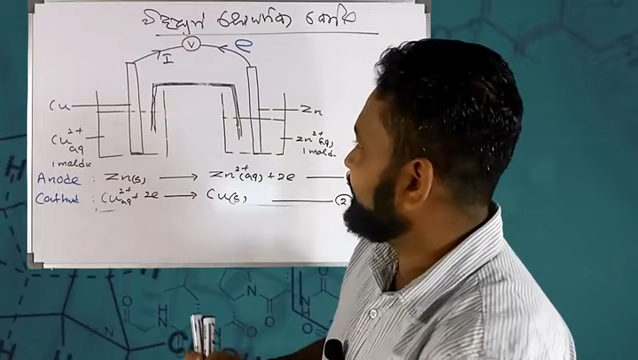 විද්‍යුත් රසායනික කෝෂ
V
I
e
Cu
Zn
Cu²⁺ aq
1 moldm
Zn²⁺ (aq)
1 moldm
Anode : Zn(s) ⟶ Zn²⁺(aq) + 2e
Cathod : Cu²⁺ aq + 2e ⟶ Cu(s) 2